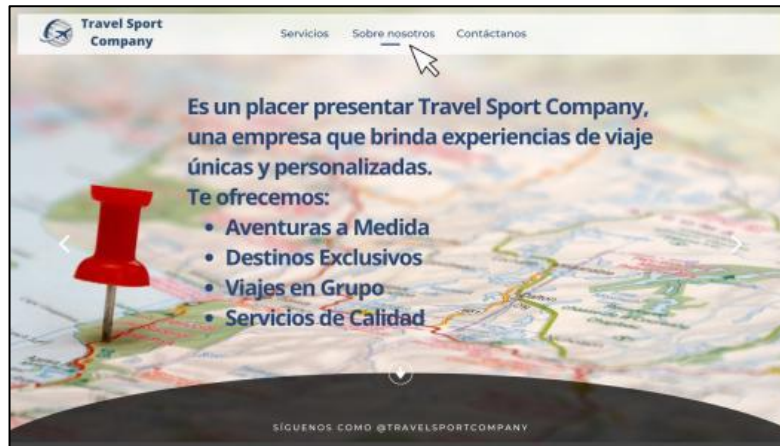 Travel Sport
Company
Servicios Sobre nosotros Contáctanos
Es un placer presentar Travel Sport Company,
una empresa que brinda experiencias de viaje
únicas y personalizadas.
Te ofrecemos:
• Aventuras a Medida
• Destinos Exclusivos
• Viajes en Grupo
• Servicios de Calidad
SÍGUENOS COMO @TRAVELSPORTCOMPANY